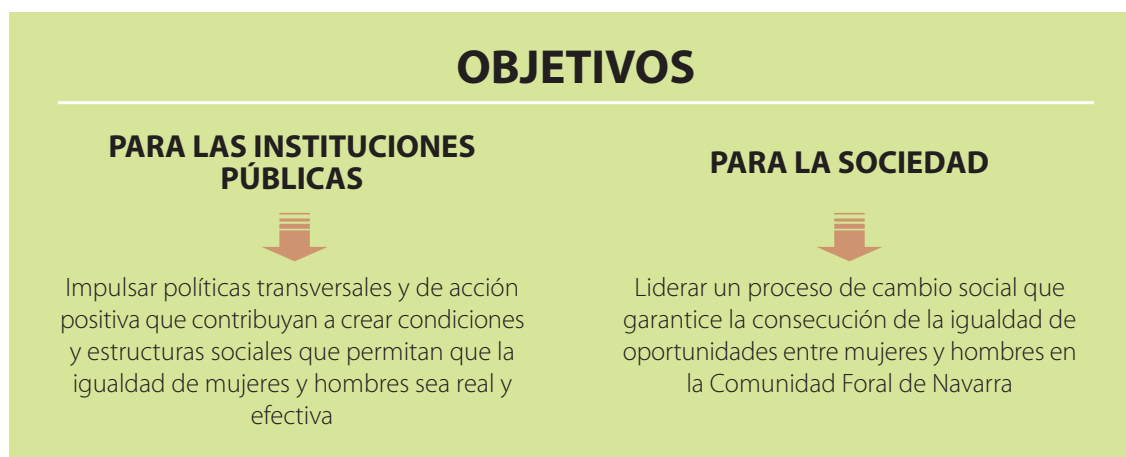 OBJETIVOS
PARA LAS INSTITUCIONES
PÚBLICAS
Impulsar políticas transversales y de acción
positiva que contribuyan a crear condiciones
y estructuras sociales que permitan que la
igualdad de mujeres y hombres sea real y
efectiva
PARA LA SOCIEDAD
Liderar un proceso de cambio social que
garantice la consecución de la igualdad de
oportunidades entre mujeres y hombres en
la Comunidad Foral de Navarra